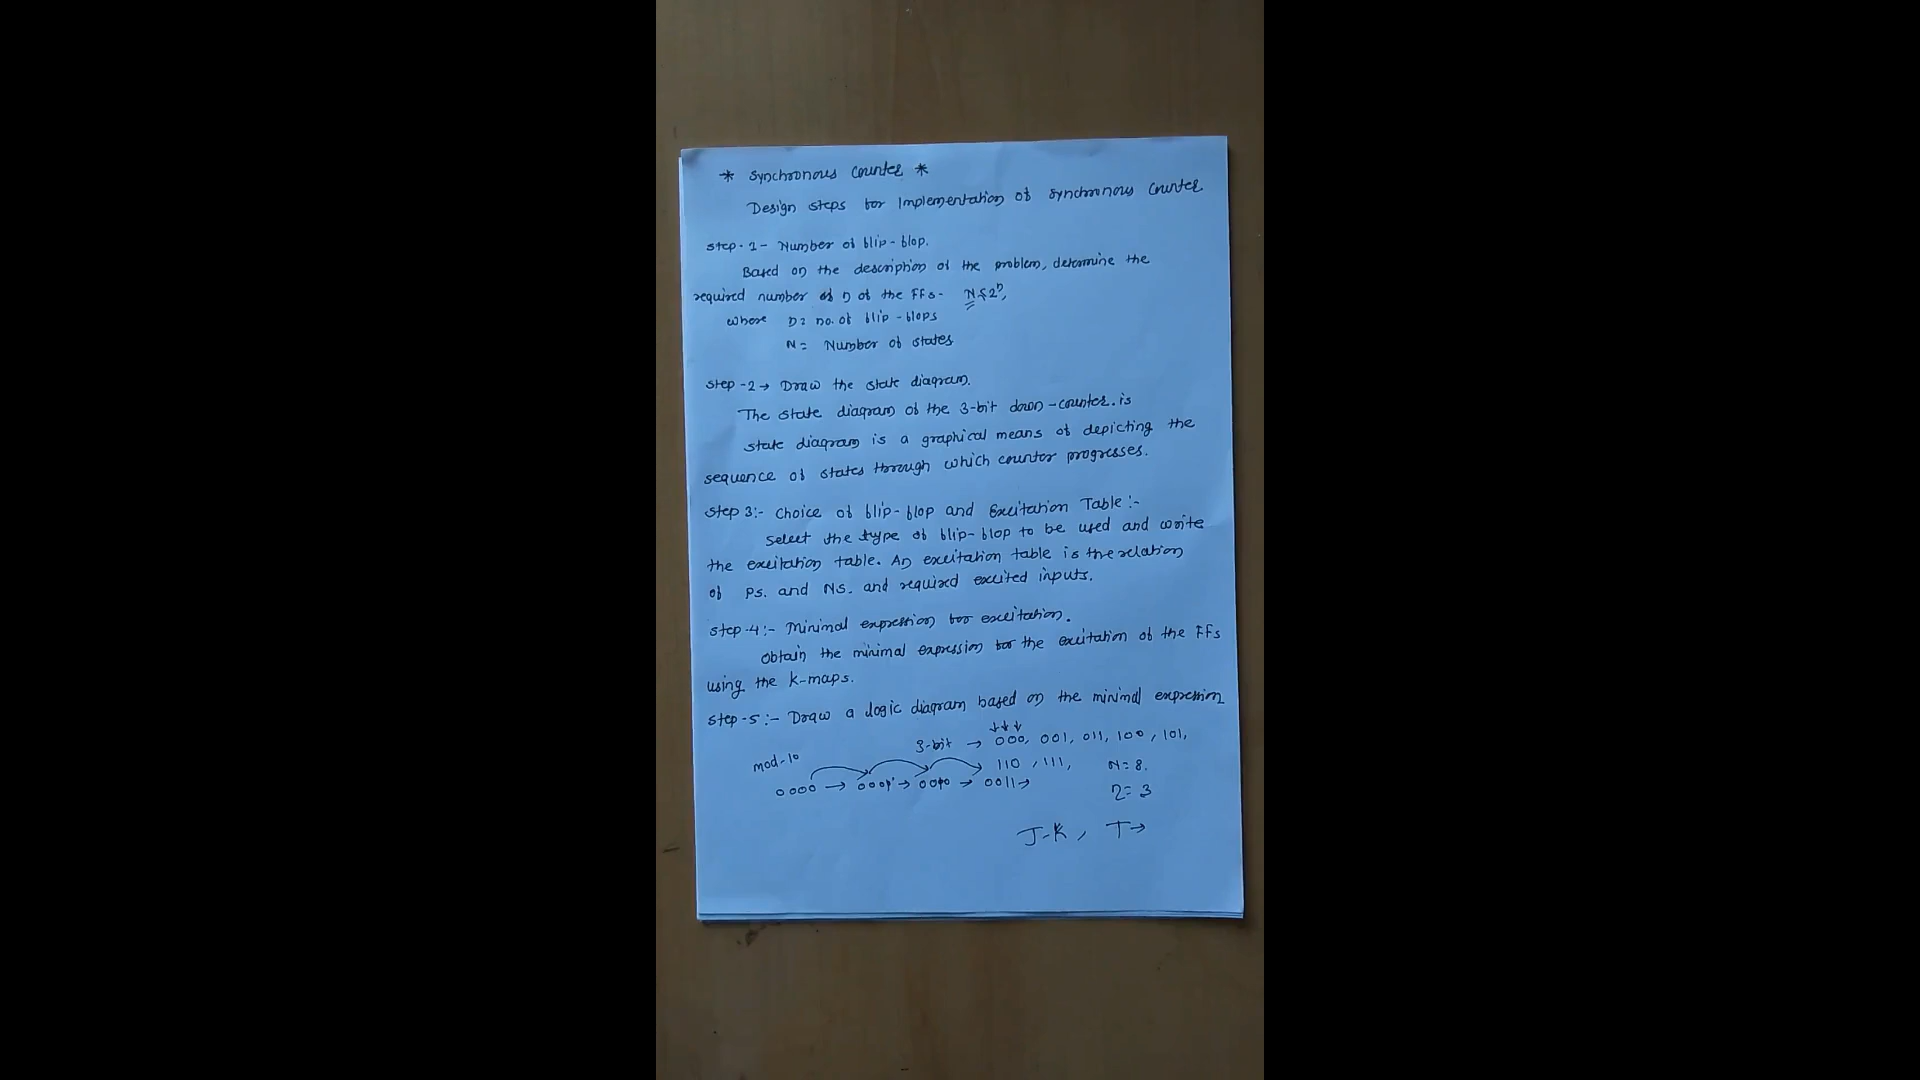 * Synchronous Counter *
Design steps for Implementation of Synchronous Counter
Step-1- Number of flip-flop.
Based on the description of the problem, determine the
required number of n of the FFs- N≤2ⁿ,
where n= no. of flip-flops
N= Number of states
Step-2→ Draw the state diagram.
The state diagram of the 3-bit down-counter. is
state diagram is a graphical means of depicting the
sequence of states through which counter progresses.
Step 3:- Choice of flip-flop and Excitation Table:-
Select the type of flip-flop to be used and write
the excitation table. An excitation table is the relation
of Ps. and NS. and required excited inputs.
Step-4:- Minimal expression for excitation.
Obtain the minimal expression for the excitation of the FFs
using the K-maps.
Step-5:- Draw a logic diagram based on the minimal expression
3-bit → 000, 001, 011, 100, 101,
mod-10
110, 111, N=8.
0000 → 0001 → 0010 → 0011→
2= 3
J-K, T→